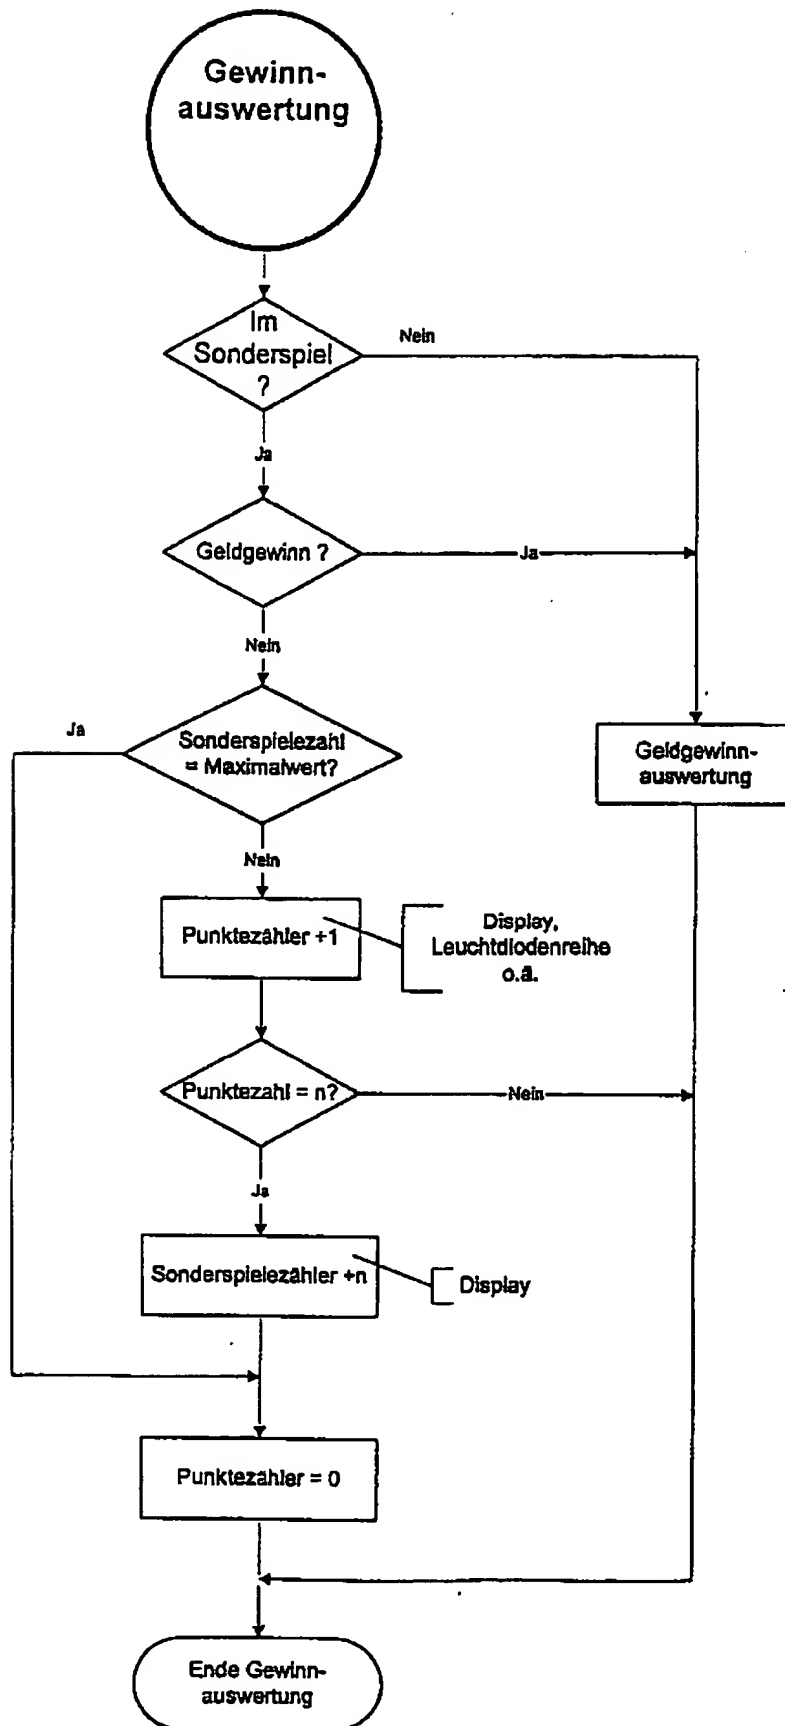 Gewinn-
auswertung
Im
Sonderspiel
?
Nein
Ja
Geldgewinn ?
Ja
Nein
Ja
Sonderspielezahl
= Maximalwert?
Geldgewinn-
auswertung
Nein
Punktezähler +1
Display,
Leuchtdiodenreihe
o.ä.
Punktezahl = n?
Nein
Ja
Sonderspielezähler +n
Display
Punktezähler = 0
Ende Gewinn-
auswertung